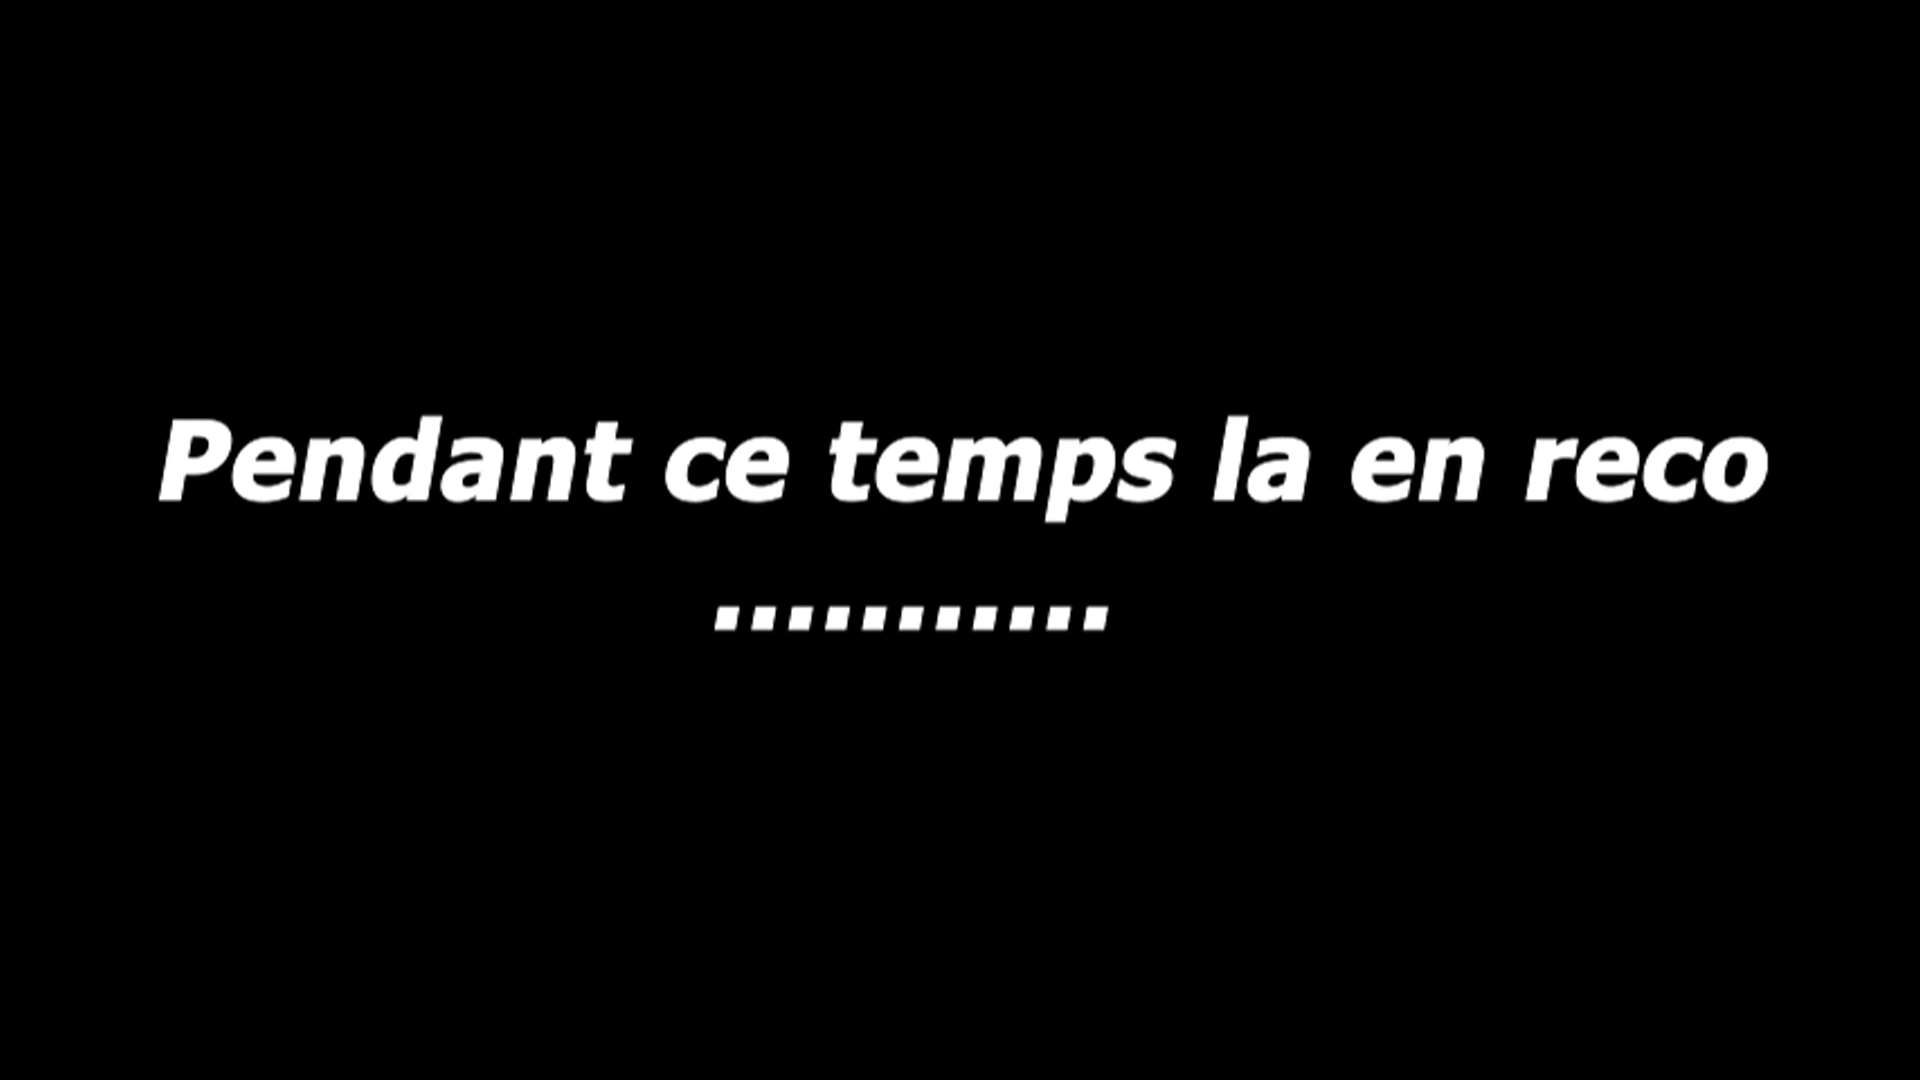 Pendant ce temps la en reco
...........